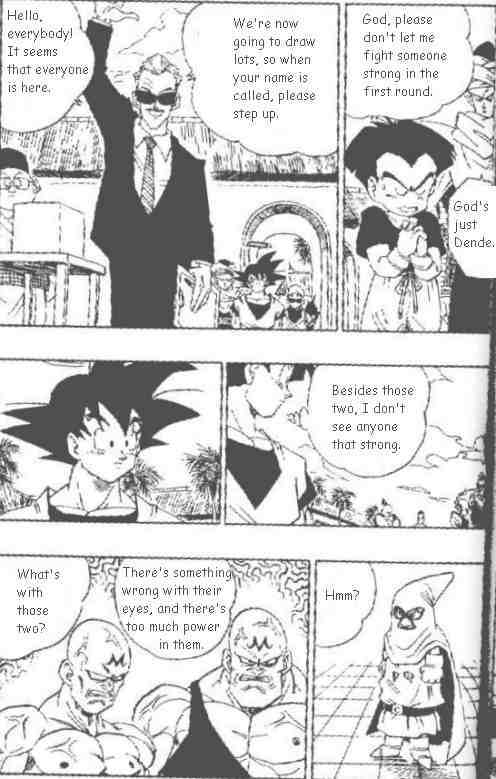 Hello,
everybody!
It seems
that everyone
is here.
We're now
going to draw
lots, so when
your name is
called, please
step up.
God, please
don't let me
fight someone
strong in the
first round.
God's
just
Dende.
Besides those
two, I don't
see anyone
that strong.
What's
with
those
two?
There's something
wrong with their
eyes, and there's
too much power
in them.
Hmm?
M
M